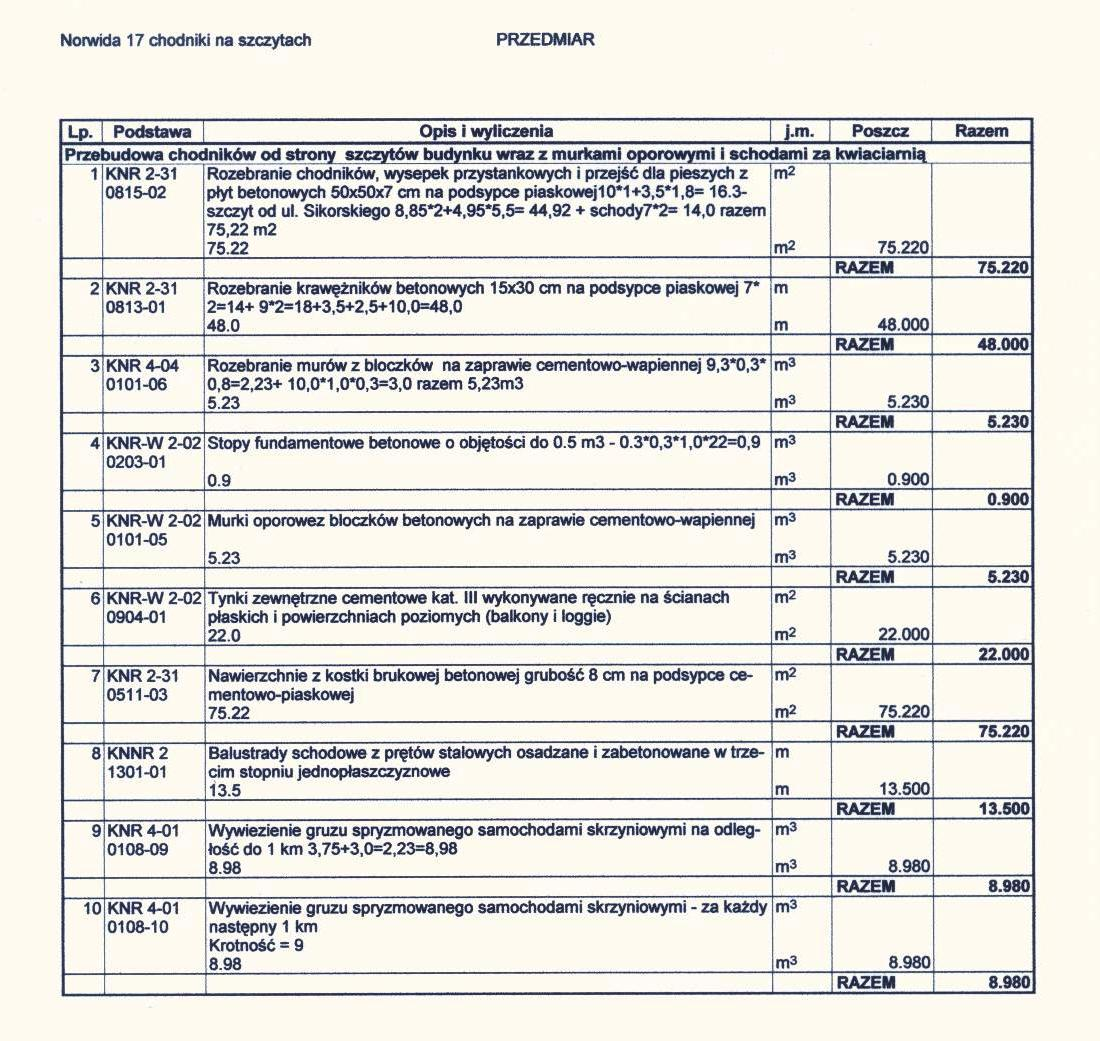 Norwida 17 chodniki na szczytach PRZEDMIAR
Lp. Podstawa Opis i wyliczenia j.m. Poszcz Razem
Przebudowa chodników od strony szczytów budynku wraz z murkami oporowymi i schodami za kwiaciarnią
1 KNR 2-31 Rozebranie chodników, wysepek przystankowych i przejść dla pieszych z m2
0815-02 płyt betonowych 50x50x7 cm na podsypce piaskowej10*1+3,5*1,8= 16.3-
szczyt od ul. Sikorskiego 8,85*2+4,95*5,5= 44,92 + schody7*2= 14,0 razem
75,22 m2
75.22 m2 75.220
RAZEM 75.220
2 KNR 2-31 Rozebranie krawężników betonowych 15x30 cm na podsypce piaskowej 7* m
0813-01 2=14+ 9*2=18+3,5+2,5+10,0=48,0
48.0 m 48.000
RAZEM 48.000
3 KNR 4-04 Rozebranie murów z bloczków na zaprawie cementowo-wapiennej 9,3*0,3* m3
0101-06 0,8=2,23+ 10,0*1,0*0,3=3,0 razem 5,23m3
5.23 m3 5.230
RAZEM 5.230
4 KNR-W 2-02 Stopy fundamentowe betonowe o objętości do 0.5 m3 - 0.3*0,3*1,0*22=0,9 m3
0203-01
0.9 m3 0.900
RAZEM 0.900
5 KNR-W 2-02 Murki oporowez bloczków betonowych na zaprawie cementowo-wapiennej m3
0101-05
5.23 m3 5.230
RAZEM 5.230
6 KNR-W 2-02 Tynki zewnętrzne cementowe kat. III wykonywane ręcznie na ścianach m2
0904-01 płaskich i powierzchniach poziomych (balkony i loggie)
22.0 m2 22.000
RAZEM 22.000
7 KNR 2-31 Nawierzchnie z kostki brukowej betonowej grubość 8 cm na podsypce ce- m2
0511-03 mentowo-piaskowej
75.22 m2 75.220
RAZEM 75.220
8 KNNR 2 Balustrady schodowe z prętów stalowych osadzane i zabetonowane w trze- m
1301-01 cim stopniu jednopłaszczyznowe
13.5 m 13.500
RAZEM 13.500
9 KNR 4-01 Wywiezienie gruzu spryzmowanego samochodami skrzyniowymi na odleg- m3
0108-09 łość do 1 km 3,75+3,0=2,23=8,98
8.98 m3 8.980
RAZEM 8.980
10 KNR 4-01 Wywiezienie gruzu spryzmowanego samochodami skrzyniowymi - za każdy m3
0108-10 następny 1 km
Krotność = 9
8.98 m3 8.980
RAZEM 8.980